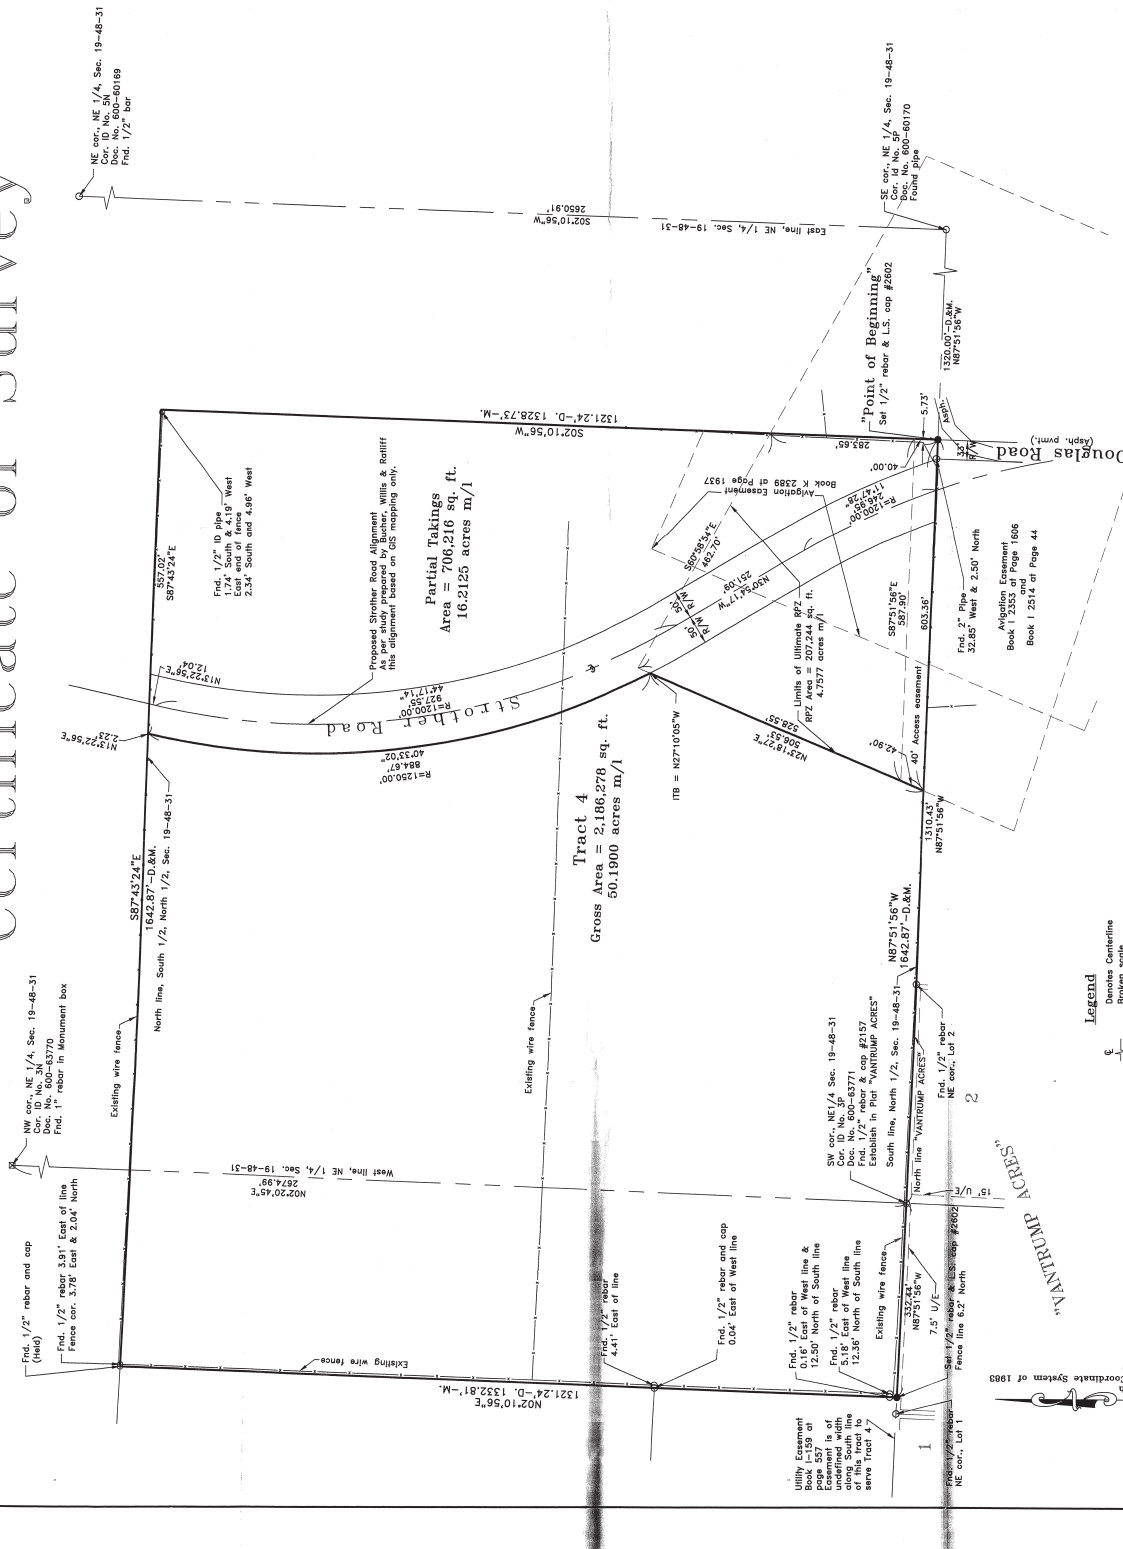 Certificate of Survey
NE cor., NE 1/4, Sec. 19-48-31
Cor. ID No. 5N
Doc. No. 600-60169
Fnd. 1/2" bar
S02°10'56"W
2650.91'
East line, NE 1/4, Sec. 19-48-31
SE cor., NE 1/4, Sec. 19-48-31
Cor. Id No. 5P
Doc. No. 600-60170
Found pipe
1320.00'-D.&M.
N87°51'56"W
"Point of Beginning"
Set 1/2" rebar & L.S. cap #2602
5.73'
Asph.
33'
R/W
(Asph. pvmt.)
Douglas Road
S02°10'56"W
1321.24'-D. 1328.73'-M.
283.65'
40.00'
557.02'
S87°43'24"E
Fnd. 1/2" ID pipe
1.74' South & 4.19' West
East end of fence
2.34' South and 4.96' West
Proposed Strother Road Alignment
As per study prepared by Bucher, Willis & Ratliff
this alignment based on GIS mapping only.
Partial Takings
Area = 706,216 sq. ft.
16.2125 acres m/l
Avigation Easement
Book K 2389 at Page 1937
R=1200.00'
246.95'
11°47'28"
S60°58'54"E
462.70'
N30°54'17"W
251.09'
50'
R/W
50'
R/W
Limits of Ultimate RPZ
RPZ Area = 207,244 sq. ft.
4.7577 acres m/l
S87°51'56"E
587.90'
603.36'
Fnd. 2" Pipe
32.85' West & 2.50' North
Avigation Easement
Book I 2353 at Page 1606
and
Book I 2514 at Page 44
N13°22'56"E
12.04'
N13°22'56"E
2.23'
Strother Road
R=1200.00'
927.55'
44°17'14"
R=1250.00'
884.67'
40°33'02"
ITB = N27°10'05"W
N23°18'27"E
506.53'
528.55'
42.90'
40' Access easement
1310.43'
N87°51'56"W
Tract 4
Gross Area = 2,186,278 sq. ft.
50.1900 acres m/l
S87°43'24"E
1642.87'-D.&M.
North line, South 1/2, North 1/2, Sec. 19-48-31
N87°51'56"W
1642.87'-D.&M.
South line, North 1/2, Sec. 19-48-31
NW cor., NE 1/4, Sec. 19-48-31
Cor. ID No. 3N
Doc. No. 600-63770
Fnd. 1" rebar in Monument box
Existing wire fence
Existing wire fence
SW cor., NE1/4 Sec. 19-48-31
Cor. ID No. 3P
Doc. No. 600-63771
Fnd. 1/2" rebar & cap #2157
Establish in Plat "VANTRUMP ACRES"
North line "VANTRUMP ACRES"
Fnd. 1/2" rebar
NE cor., Lot 2
2
Legend
Denotes Centerline
Broken scale
N02°20'45"E
2674.99'
West line, NE 1/4, Sec. 19-48-31
15' U/E
"VANTRUMP ACRES"
Fnd. 1/2" rebar and cap
(Held)
Fnd. 1/2" rebar 3.91' East of line
Fence cor. 3.78' East & 2.04' North
Existing wire fence
N02°10'56"E
1321.24'-D. 1332.81'-M.
Fnd. 1/2" rebar
4.41' East of line
Fnd. 1/2" rebar and cap
0.04' East of West line
Fnd. 1/2" rebar
0.16' East of West line &
12.50' North of South line
Fnd. 1/2" rebar
5.18' East of West line
12.36' North of South line
Existing wire fence
332.44'
N87°51'56"W
7.5' U/E
Set 1/2" rebar & L.S. cap #2602
Fence line 6.2' North
Utility Easement
Book I-159 at
page 557
Easement is of
undefined width
along South line
of this tract to
serve Tract 4
1
Fnd. 1/2" rebar
NE cor., Lot 1
Coordinate System of 1983